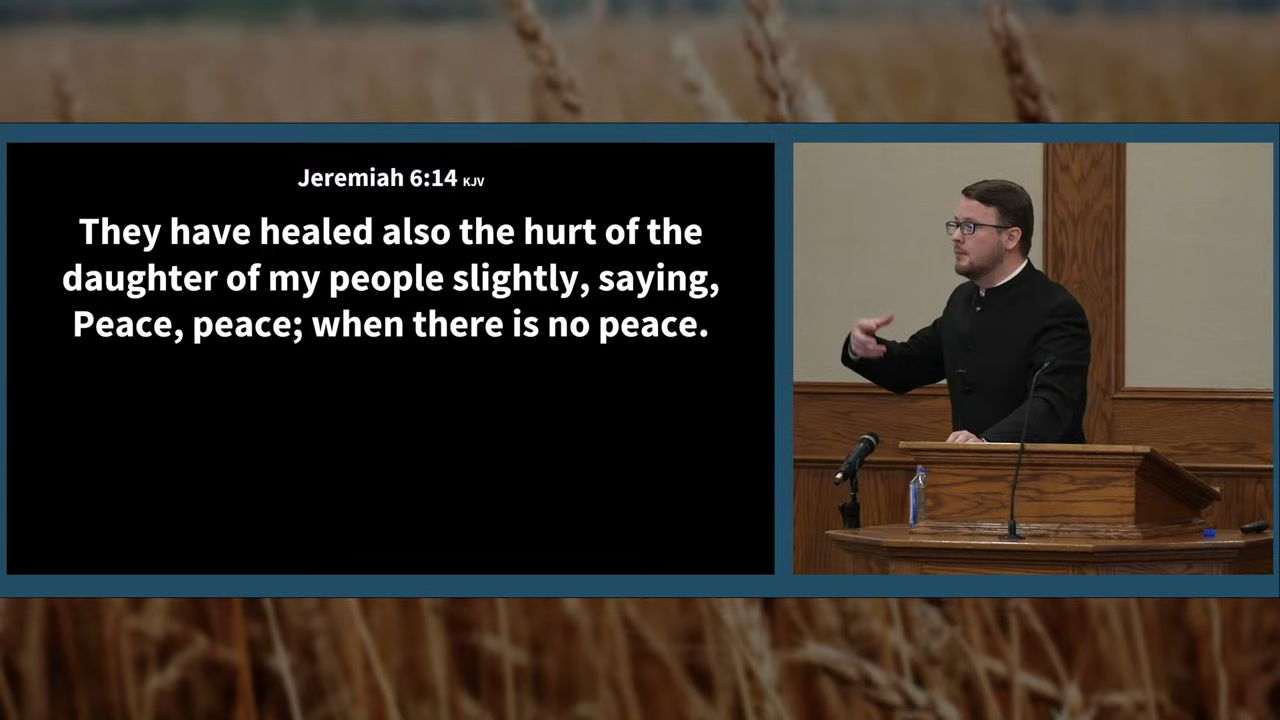 Jeremiah 6:14 KJV
They have healed also the hurt of the
daughter of my people slightly, saying,
Peace, peace; when there is no peace.